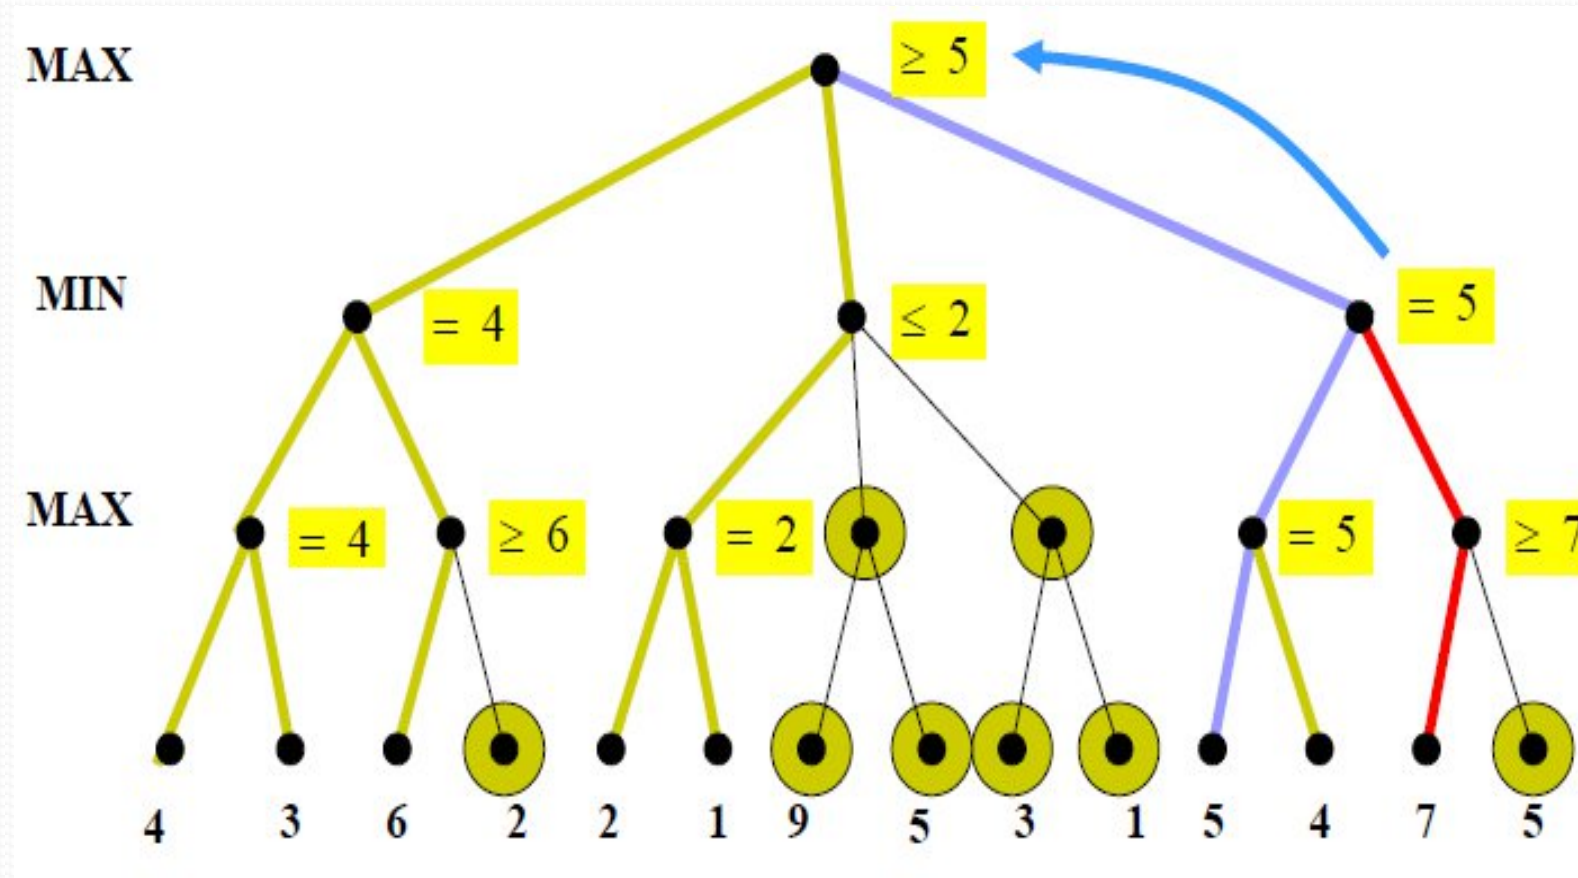 MAX ≥ 5
MIN = 4 ≤ 2 = 5
MAX = 4 ≥ 6 = 2 = 5 ≥ 7
4 3 6 2 2 1 9 5 3 1 5 4 7 5